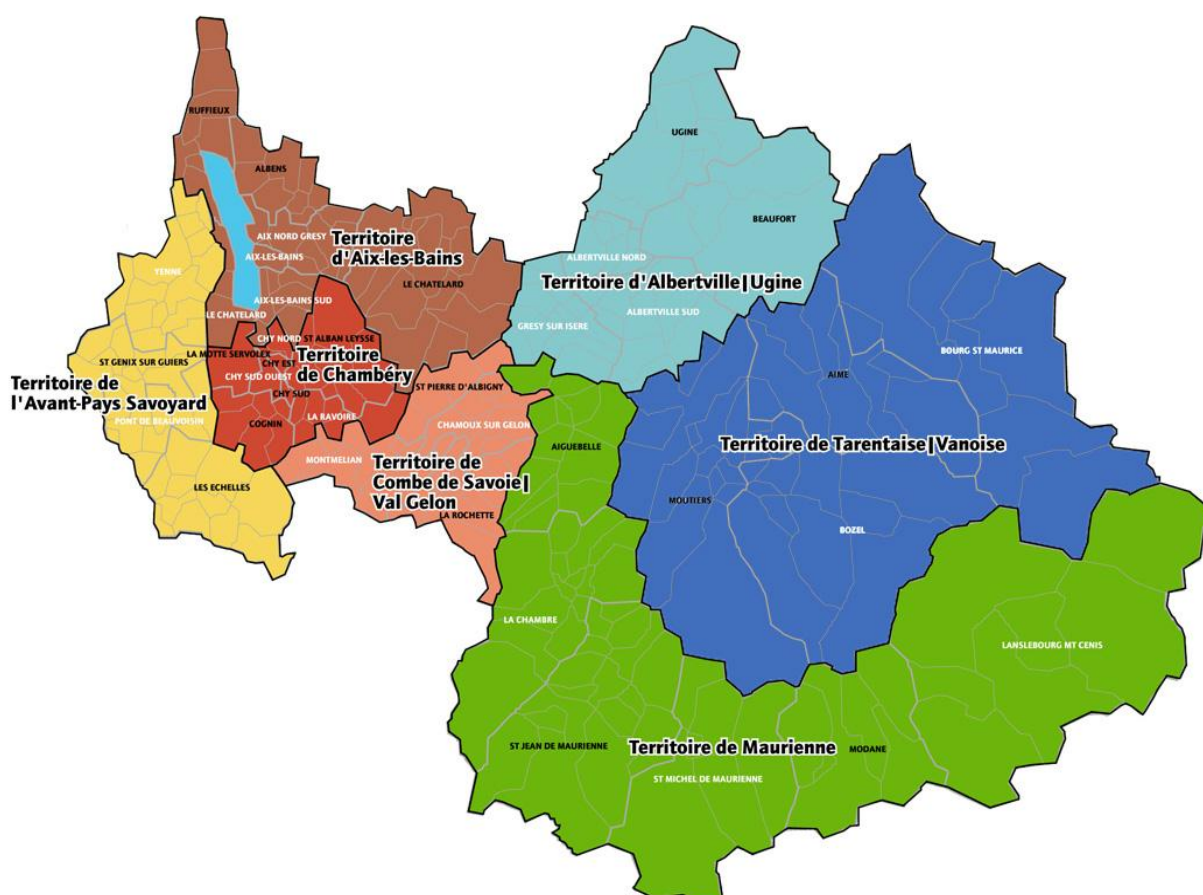 RUFFIEUX
ALBENS
UGINE
BEAUFORT
AIX NORD GRESY
Territoire
d'Aix-les-Bains
AIX-LES-BAINS
ALBERTVILLE NORD
YENNE
LE CHATELARD
Territoire d'Albertville|Ugine
AIX-LES-BAINS SUD
LE CHATELARD
ALBERTVILLE SUD
GRESY SUR ISERE
CHY NORD
ST ALBAN LEYSSE
LA MOTTE SERVOLEX
Territoire
de Chambéry
CHY EST
ST GENIX SUR GUIERS
CHY SUD OUEST
BOURG ST MAURICE
AIME
Territoire de
l'Avant-Pays Savoyard
ST PIERRE D'ALBIGNY
CHY SUD
PONT DE BEAUVOISIN
COGNIN
LA RAVOIRE
CHAMOUX SUR GELON
AIGUEBELLE
Territoire de Tarentaise|Vanoise
MONTMELIAN
Territoire de
Combe de Savoie|
Val Gelon
LES ECHELLES
MOUTIERS
LA ROCHETTE
BOZEL
LA CHAMBRE
LANSLEBOURG MT CENIS
ST JEAN DE MAURIENNE
Territoire de Maurienne
MODANE
ST MICHEL DE MAURIENNE